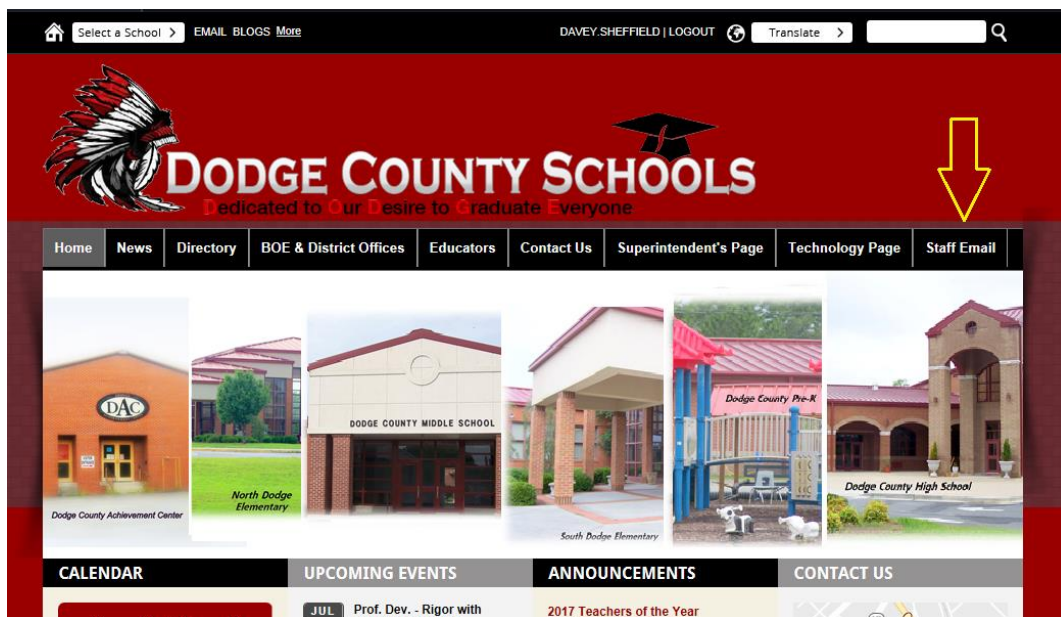 Select a School > EMAIL BLOGS More DAVEY.SHEFFIELD | LOGOUT Translate >
DODGE COUNTY SCHOOLS
Dedicated to Our Desire to Graduate Everyone
Home News Directory BOE & District Offices Educators Contact Us Superintendent's Page Technology Page Staff Email
DAC
DODGE COUNTY MIDDLE SCHOOL
Dodge County Pre-K
North Dodge
Elementary
Dodge County High School
Dodge County Achievement Center
South Dodge Elementary
CALENDAR UPCOMING EVENTS ANNOUNCEMENTS CONTACT US
JUL Prof. Dev. - Rigor with 2017 Teachers of the Year